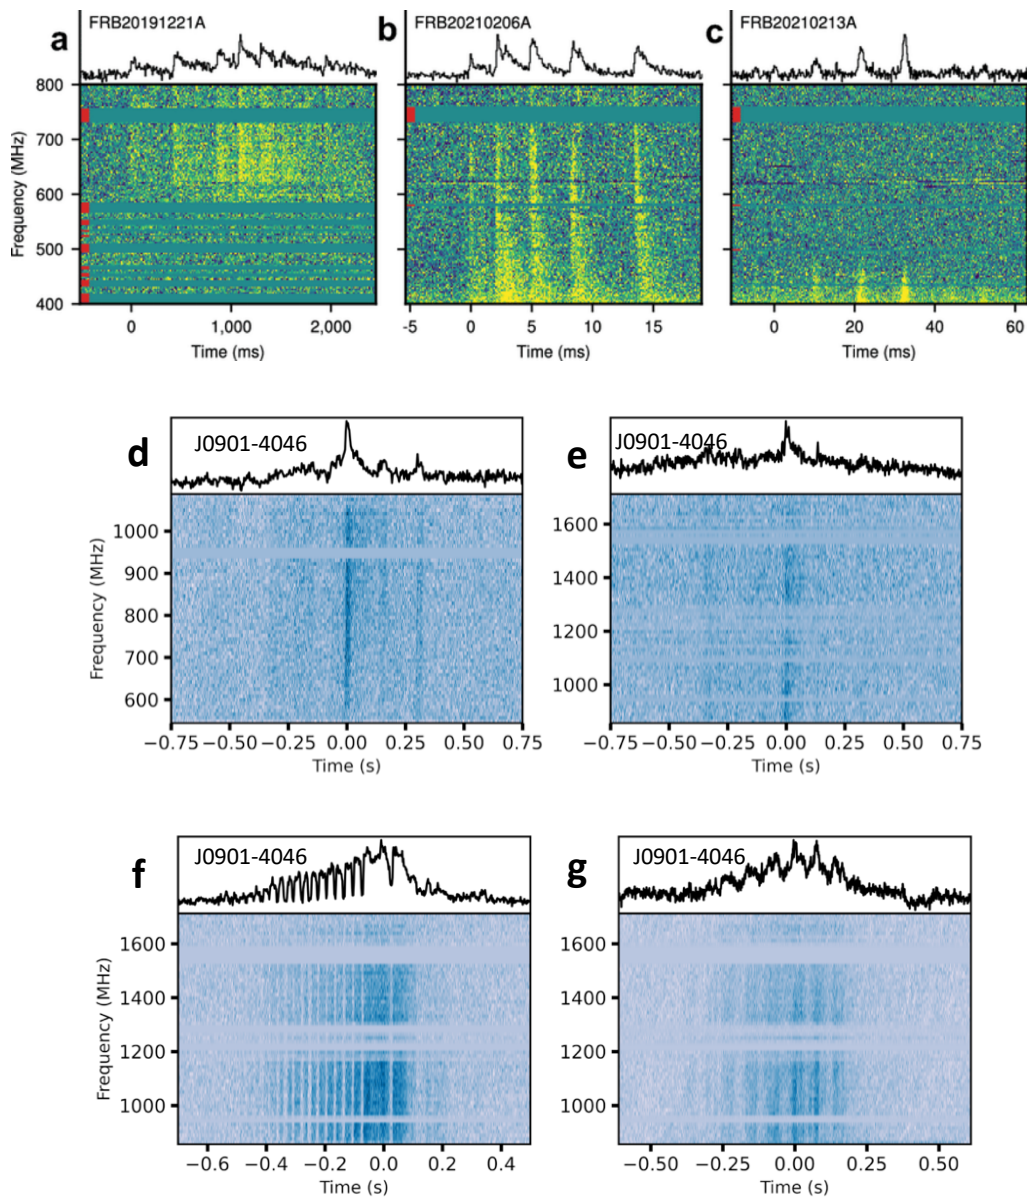 a FRB20191221A
b FRB20210206A
c FRB20210213A
800
700
600
500
400
Frequency (MHz)
0 1,000 2,000
Time (ms)
-5 0 5 10 15
Time (ms)
0 20 40 60
Time (ms)
d J0901-4046
e J0901-4046
1000
900
800
700
600
Frequency (MHz)
−0.75 −0.50 −0.25 0.00 0.25 0.50 0.75
Time (s)
1600
1400
1200
1000
−0.75 −0.50 −0.25 0.00 0.25 0.50 0.75
Time (s)
f J0901-4046
g J0901-4046
1600
1400
1200
1000
Frequency (MHz)
−0.6 −0.4 −0.2 0.0 0.2 0.4
Time (s)
1600
1400
1200
1000
−0.50 −0.25 0.00 0.25 0.50
Time (s)